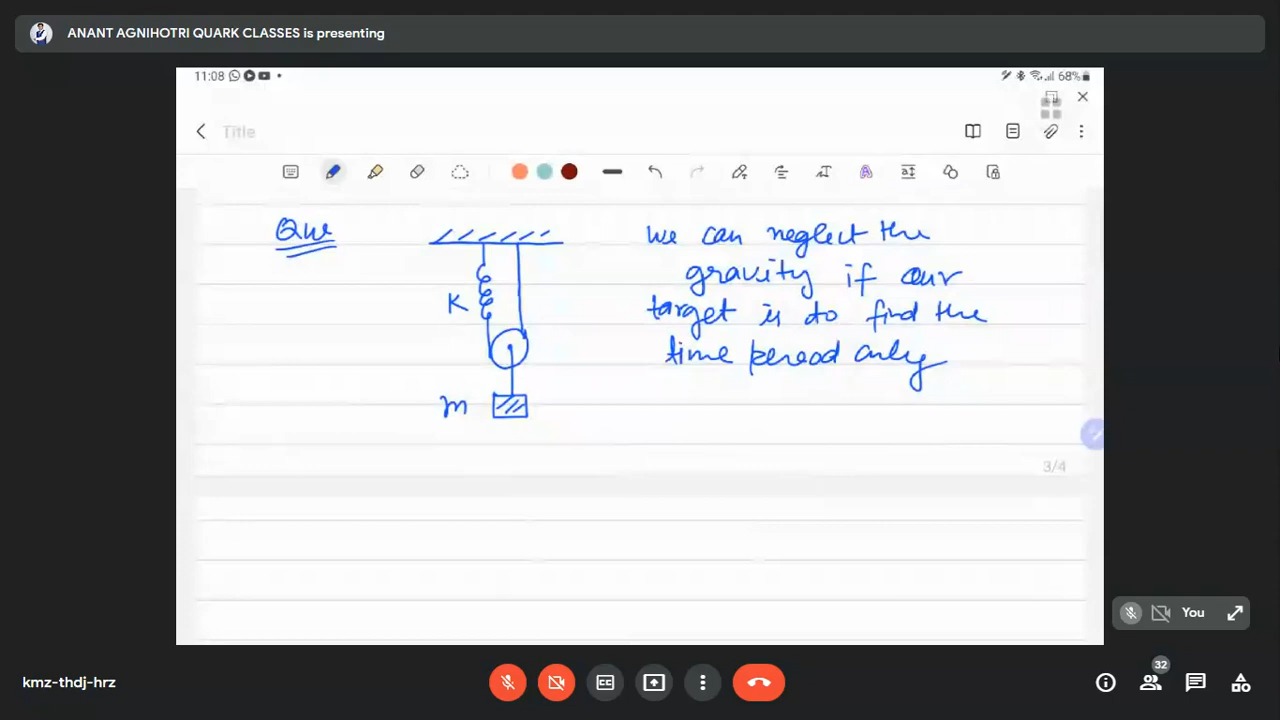 ANANT AGNIHOTRI QUARK CLASSES is presenting
11:08
68%
Title
Que
We can neglect the
gravity if our
target is to find the
time period only
K
m
3/4
You
kmz-thdj-hrz
32